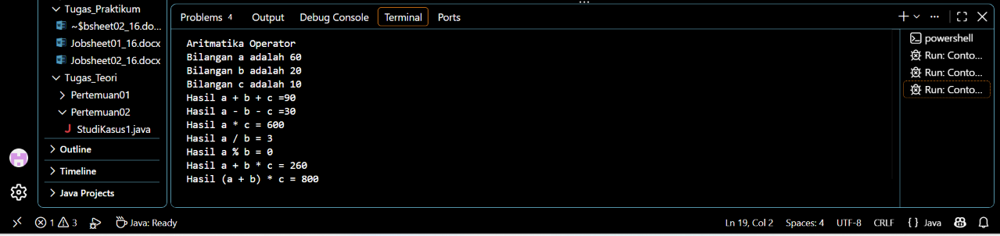 Tugas_Praktikum
~$bsheet02_16.do...
Jobsheet01_16.docx
Jobsheet02_16.docx
Tugas_Teori
Pertemuan01
Pertemuan02
J StudiKasus1.java
Outline
Timeline
Java Projects
Problems 4 Output Debug Console Terminal Ports
Aritmatika Operator
Bilangan a adalah 60
Bilangan b adalah 20
Bilangan c adalah 10
Hasil a + b + c =90
Hasil a - b - c =30
Hasil a * c = 600
Hasil a / b = 3
Hasil a % b = 0
Hasil a + b * c = 260
Hasil (a + b) * c = 800
powershell
Run: Conto...
Run: Conto...
Run: Conto...
1 3 Java: Ready Ln 19, Col 2 Spaces: 4 UTF-8 CRLF {} Java